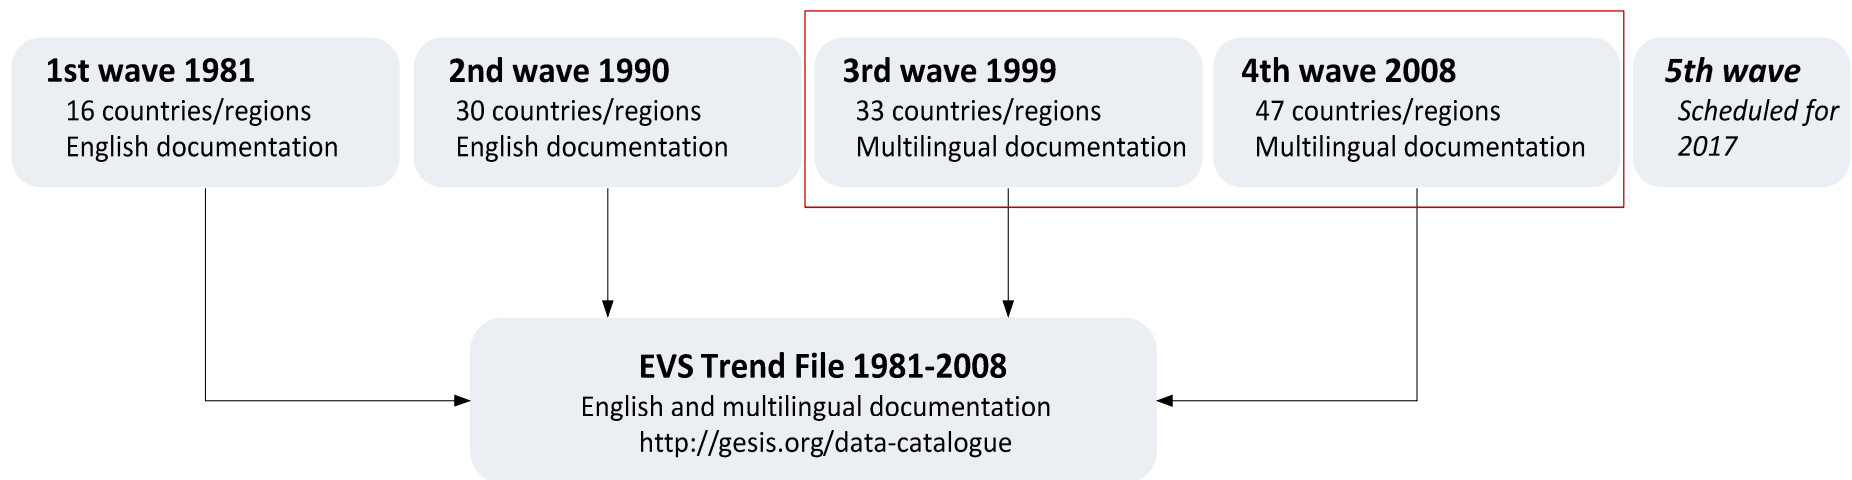 1st wave 1981
16 countries/regions
English documentation
2nd wave 1990
30 countries/regions
English documentation
3rd wave 1999
33 countries/regions
Multilingual documentation
4th wave 2008
47 countries/regions
Multilingual documentation
5th wave
Scheduled for
2017
EVS Trend File 1981-2008
English and multilingual documentation
http://gesis.org/data-catalogue